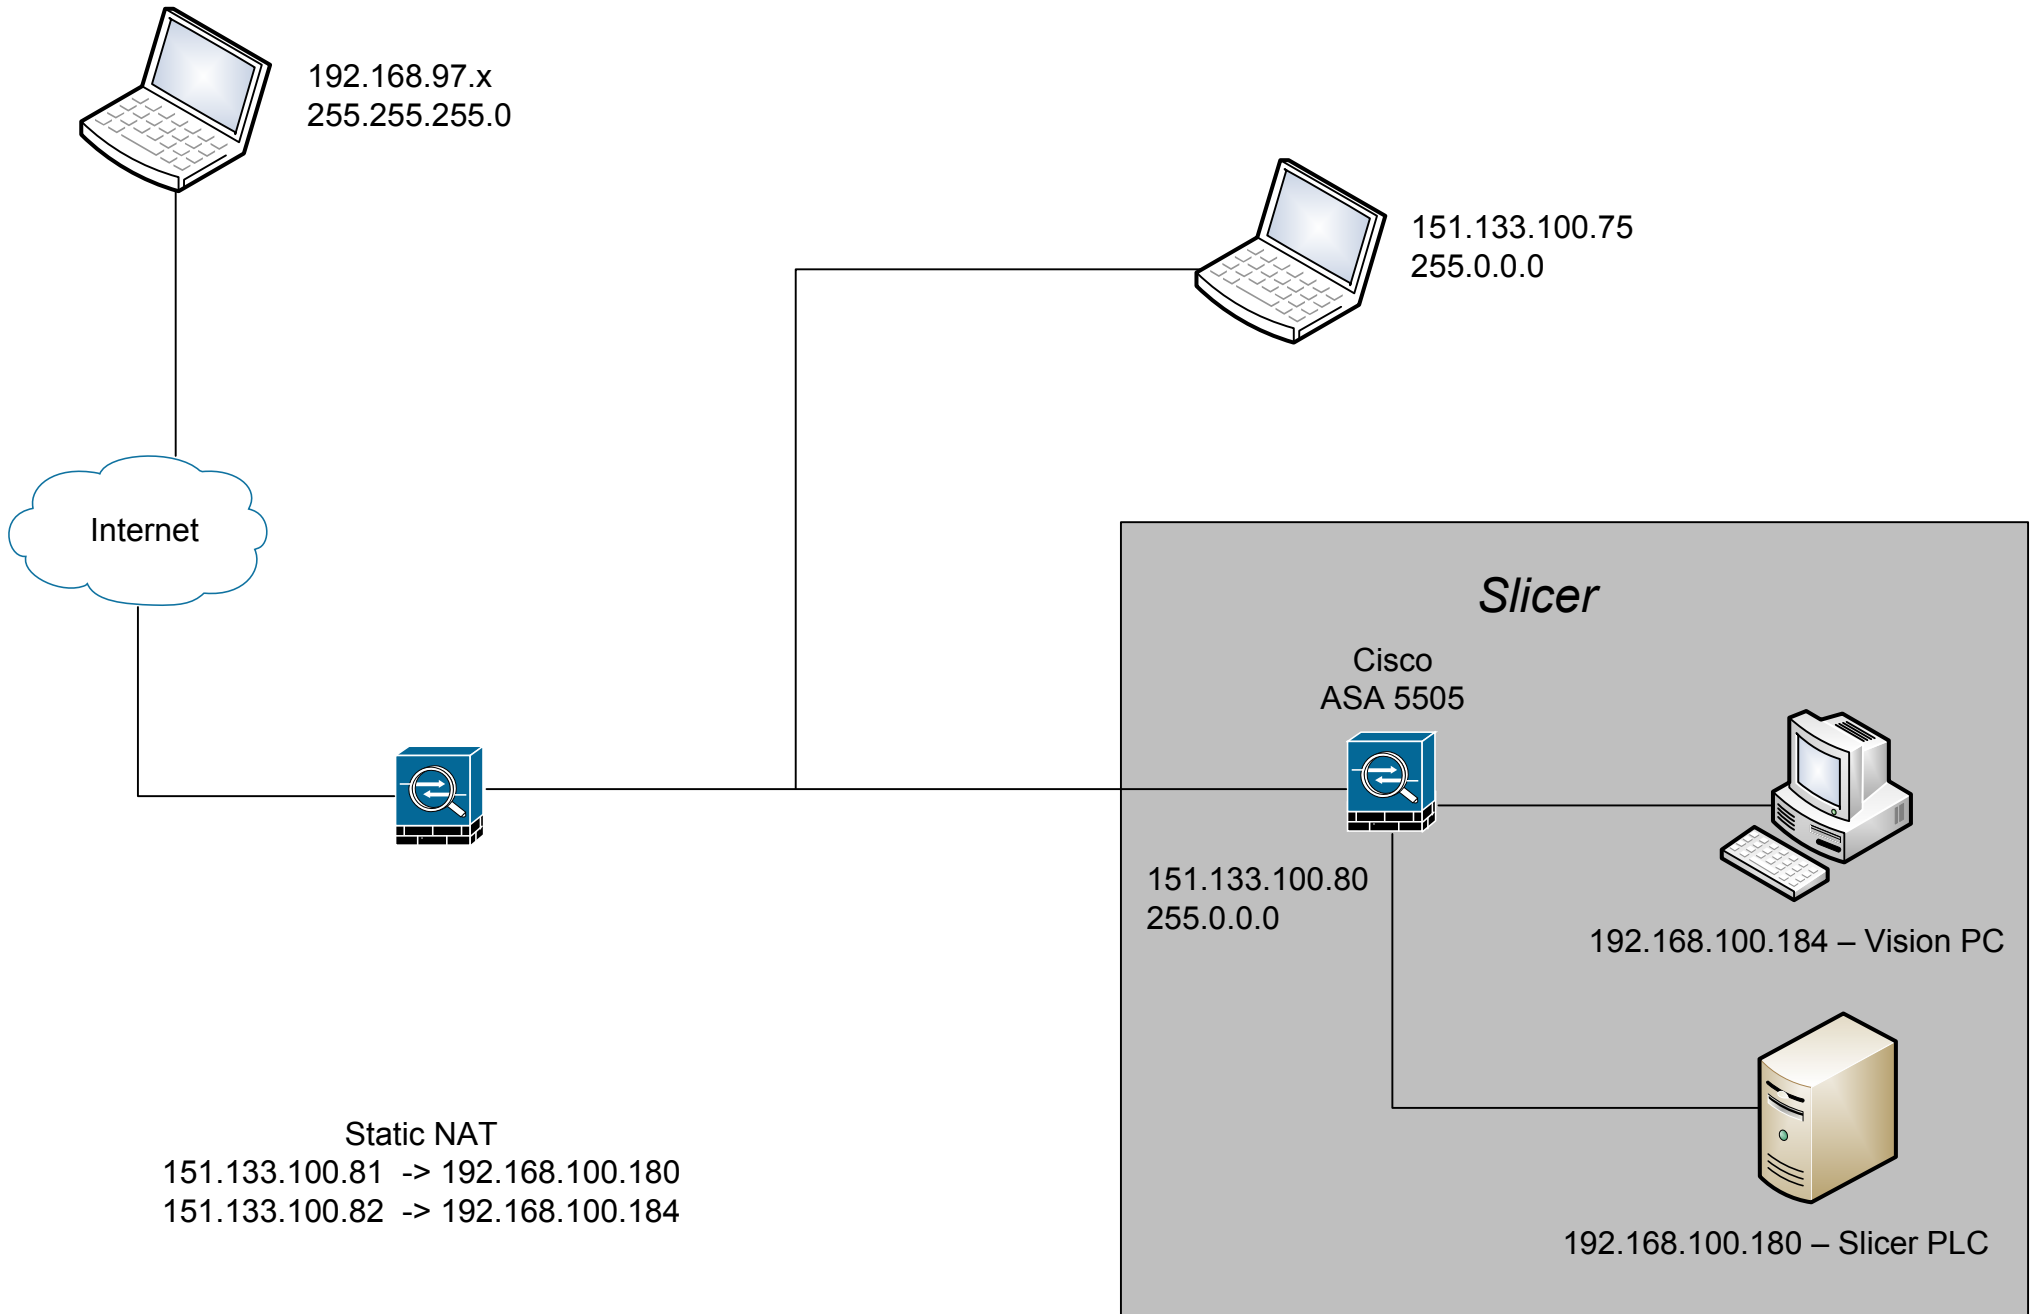 192.168.97.x
255.255.255.0
151.133.100.75
255.0.0.0
Internet
Slicer
Cisco
ASA 5505
151.133.100.80
255.0.0.0
192.168.100.184 – Vision PC
Static NAT
151.133.100.81 -> 192.168.100.180
151.133.100.82 -> 192.168.100.184
192.168.100.180 – Slicer PLC